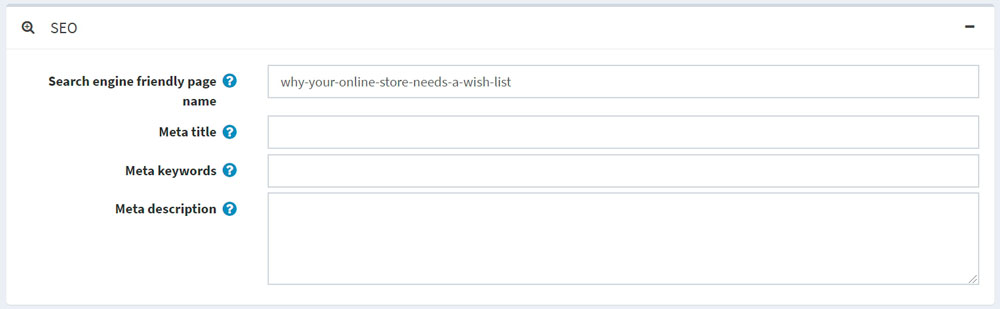 SEO
Search engine friendly page
name
why-your-online-store-needs-a-wish-list
Meta title
Meta keywords
Meta description